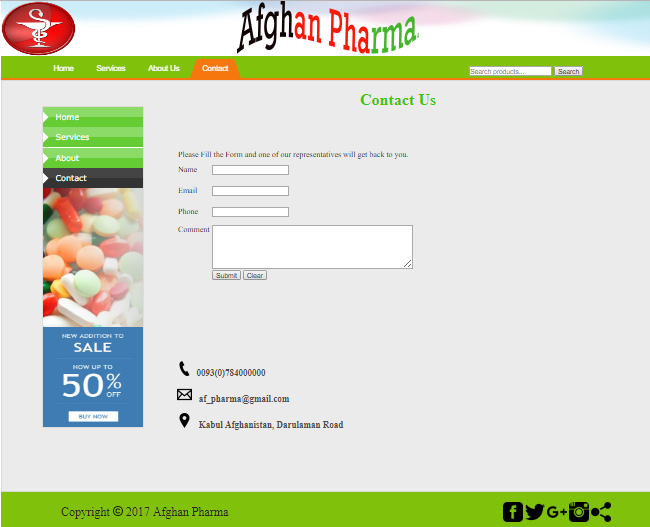 Afghan Pharma
Home Services About Us Contact
Search products... Search
Contact Us
Home
Services
About
Contact
NEW ADDITION TO
SALE
NOW UP TO
50% OFF
BUY NOW
Please Fill the Form and one of our representatives will get back to you.
Name
Email
Phone
Comment
Submit Clear
0093(0)784000000
af_pharma@gmail.com
Kabul Afghanistan, Darulaman Road
Copyright © 2017 Afghan Pharma
G+